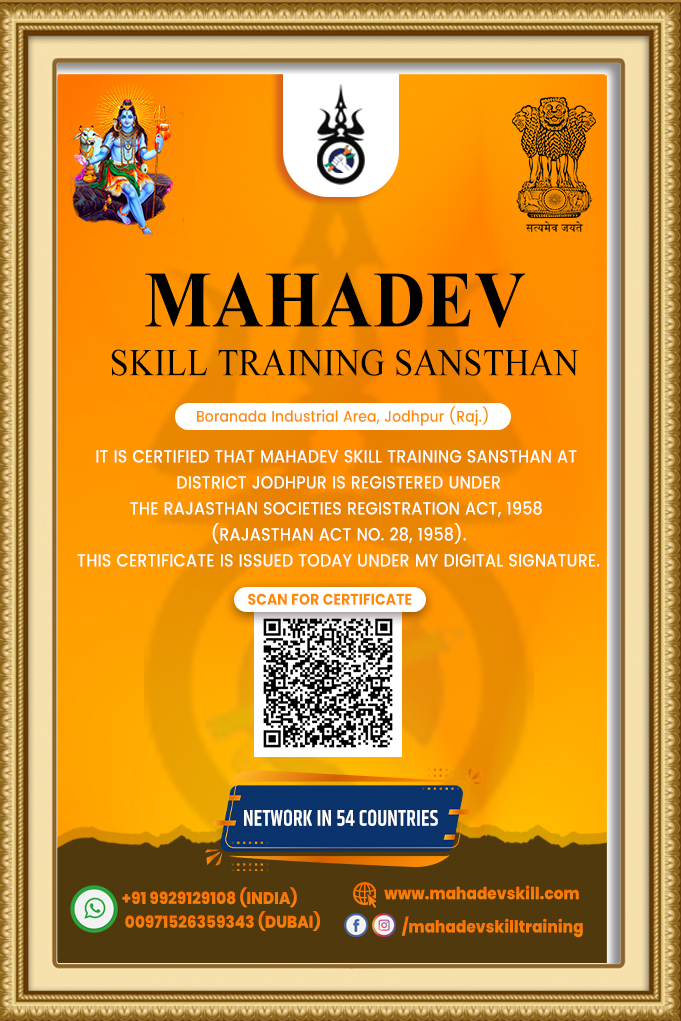 सत्यमेव जयते
MAHADEV
SKILL TRAINING SANSTHAN
Boranada Industrial Area, Jodhpur (Raj.)
IT IS CERTIFIED THAT MAHADEV SKILL TRAINING SANSTHAN AT
DISTRICT JODHPUR IS REGISTERED UNDER
THE RAJASTHAN SOCIETIES REGISTRATION ACT, 1958
(RAJASTHAN ACT NO. 28, 1958).
THIS CERTIFICATE IS ISSUED TODAY UNDER MY DIGITAL SIGNATURE.
SCAN FOR CERTIFICATE
NETWORK IN 54 COUNTRIES
+91 9929129108 (INDIA)
00971526359343 (DUBAI)
www.mahadevskill.com
/mahadevskilltraining